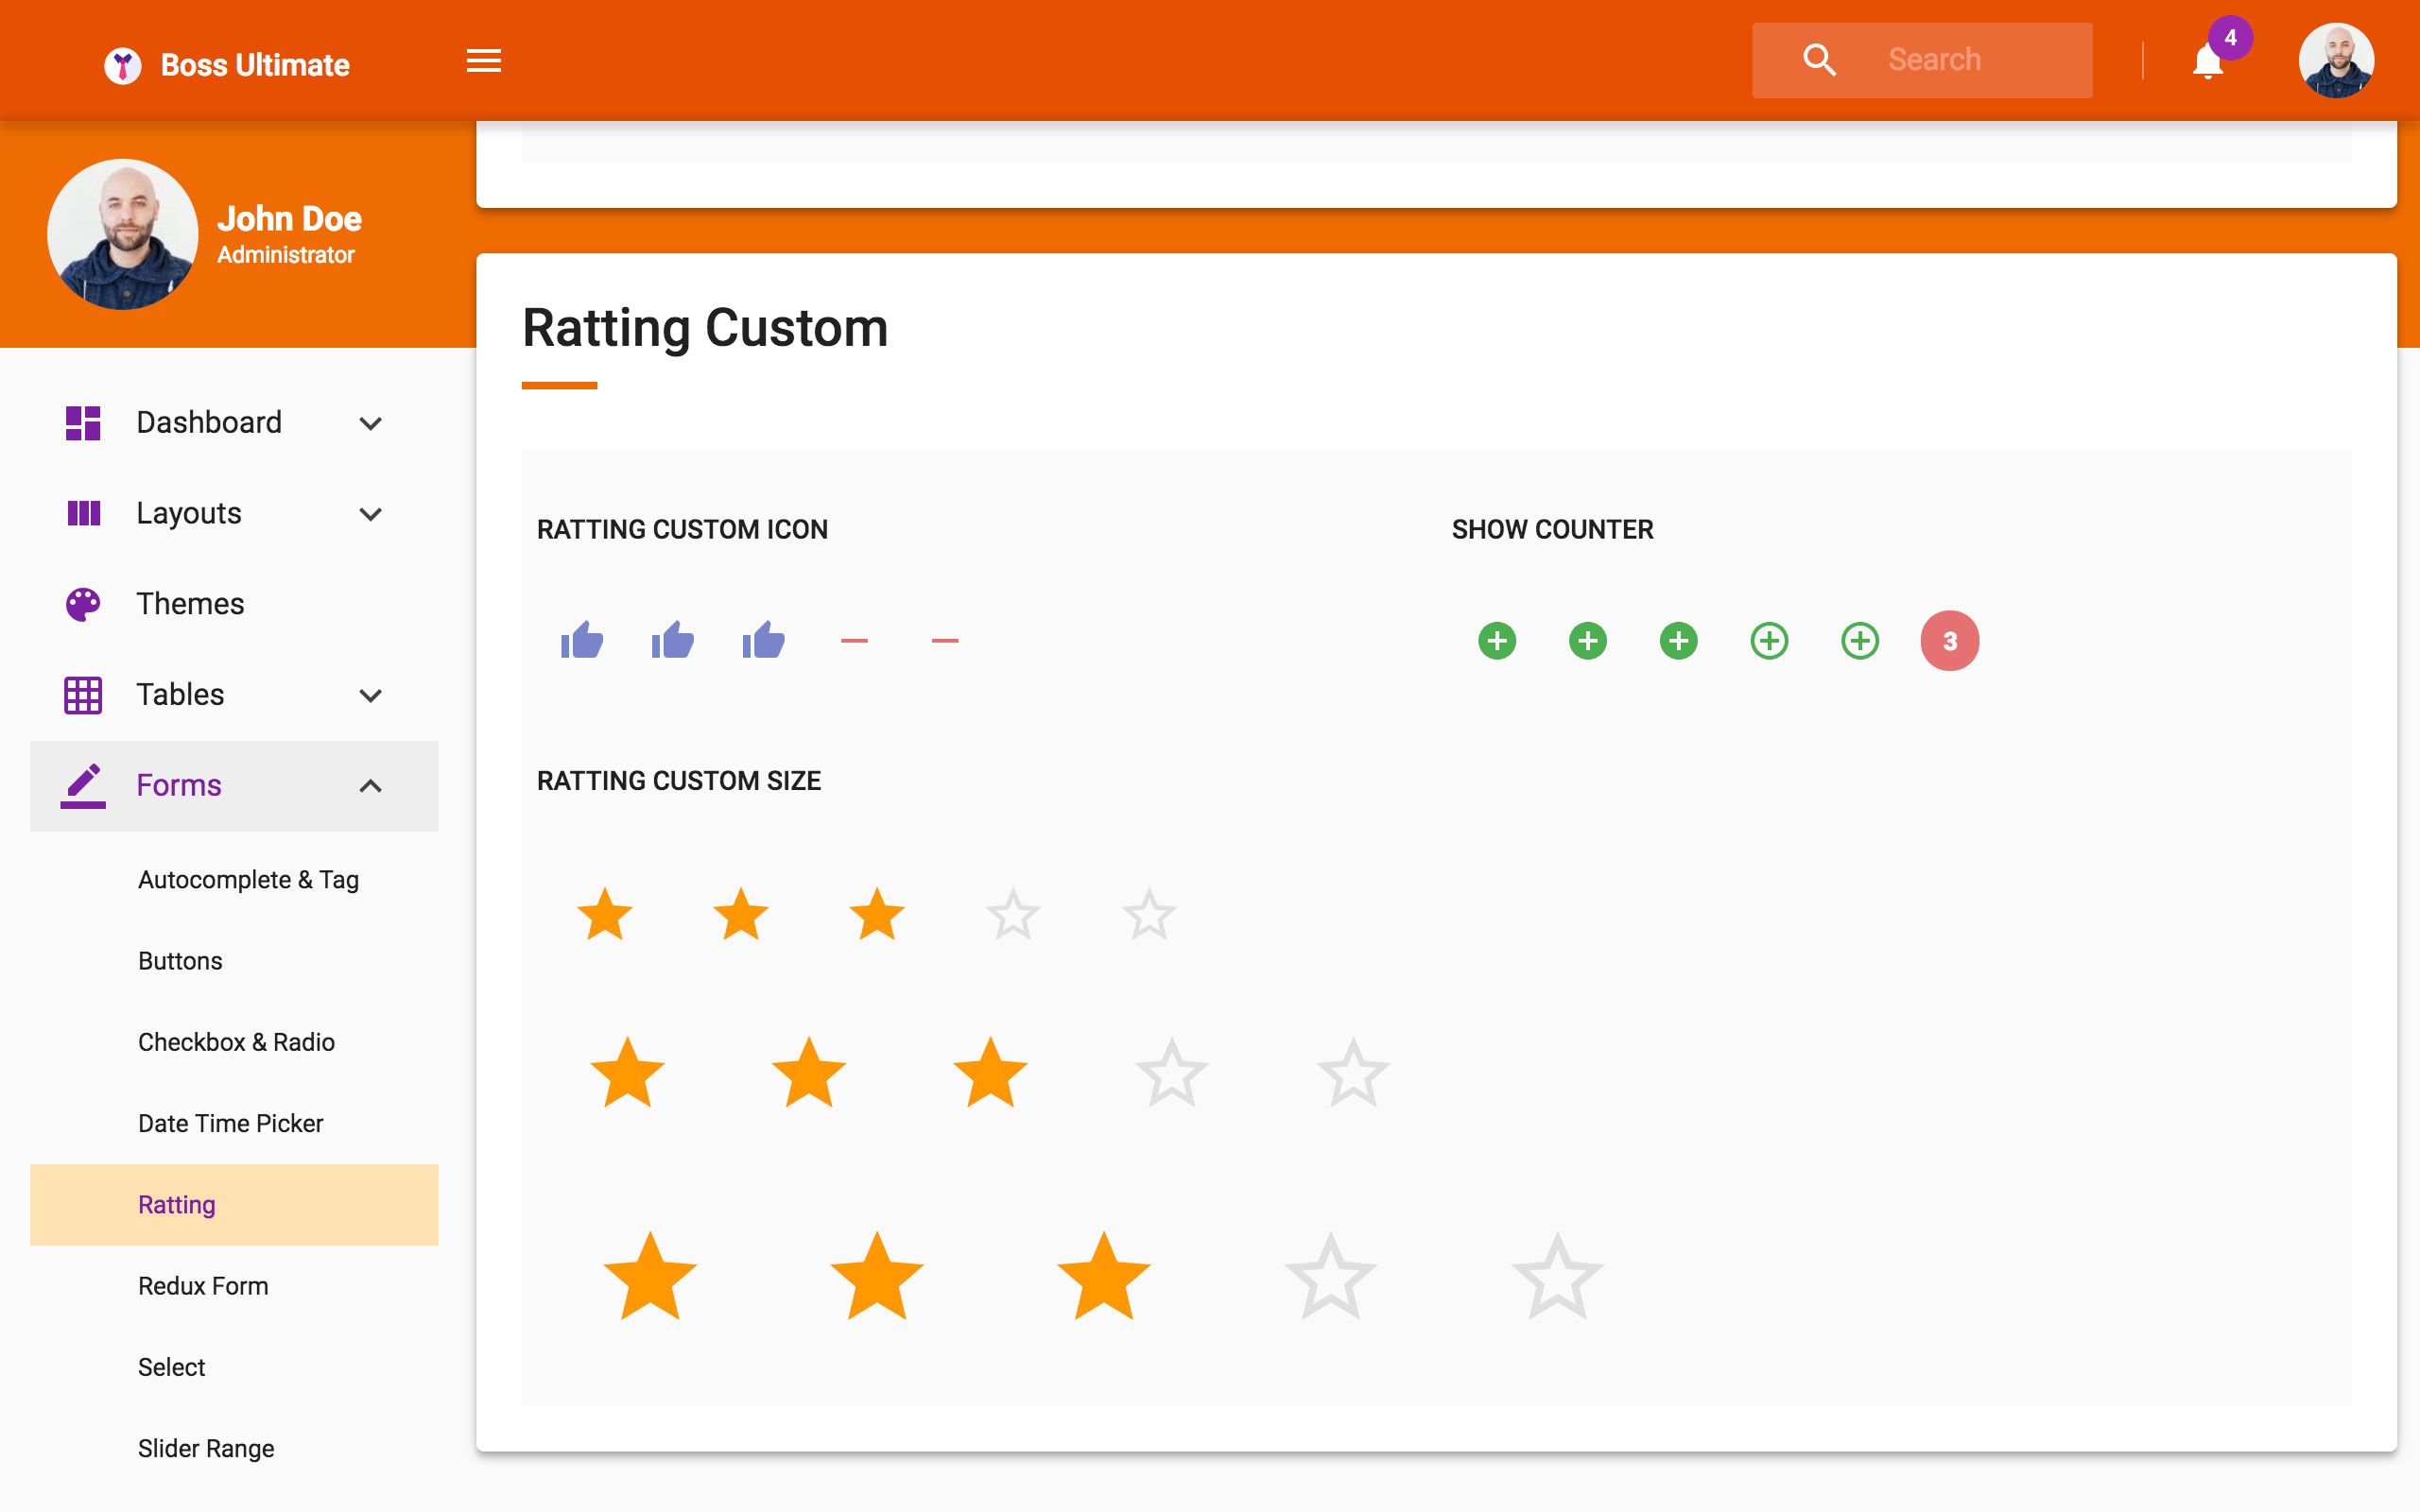 Boss Ultimate
Search
4
John Doe
Administrator
Dashboard
Layouts
Themes
Tables
Forms
Autocomplete & Tag
Buttons
Checkbox & Radio
Date Time Picker
Ratting
Redux Form
Select
Slider Range
Ratting Custom
RATTING CUSTOM ICON
SHOW COUNTER
3
RATTING CUSTOM SIZE